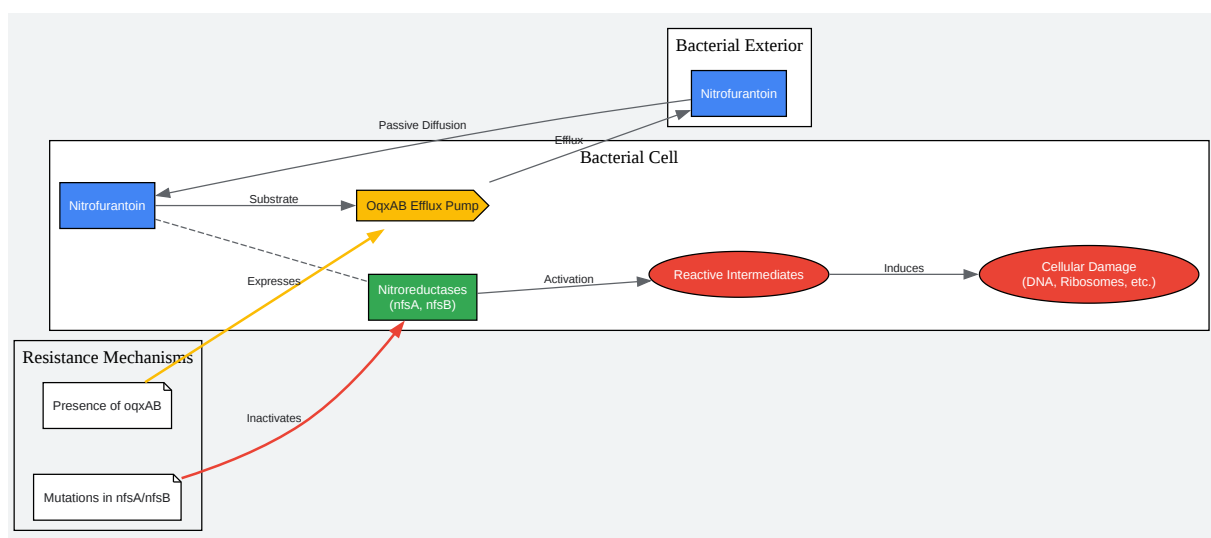 Bacterial Exterior
Nitrofurantoin
Passive Diffusion
Efflux
Bacterial Cell
Nitrofurantoin
Substrate
OqxAB Efflux Pump
Expresses
Nitroreductases
(nfsA, nfsB)
Activation
Reactive Intermediates
Induces
Cellular Damage
(DNA, Ribosomes, etc.)
Resistance Mechanisms
Presence of oqxAB
Inactivates
Mutations in nfsA/nfsB